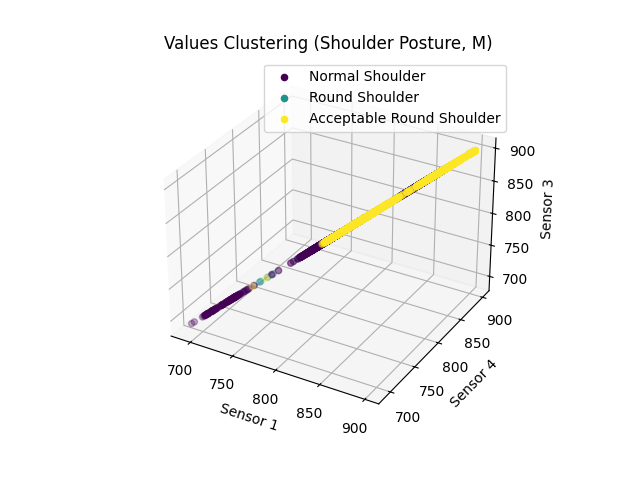 Values Clustering (Shoulder Posture, M)
Normal Shoulder
Round Shoulder
Acceptable Round Shoulder
900
850
800
750
700
Sensor 3
900
850
800
750
700
Sensor 4
700
750
800
850
900
Sensor 1